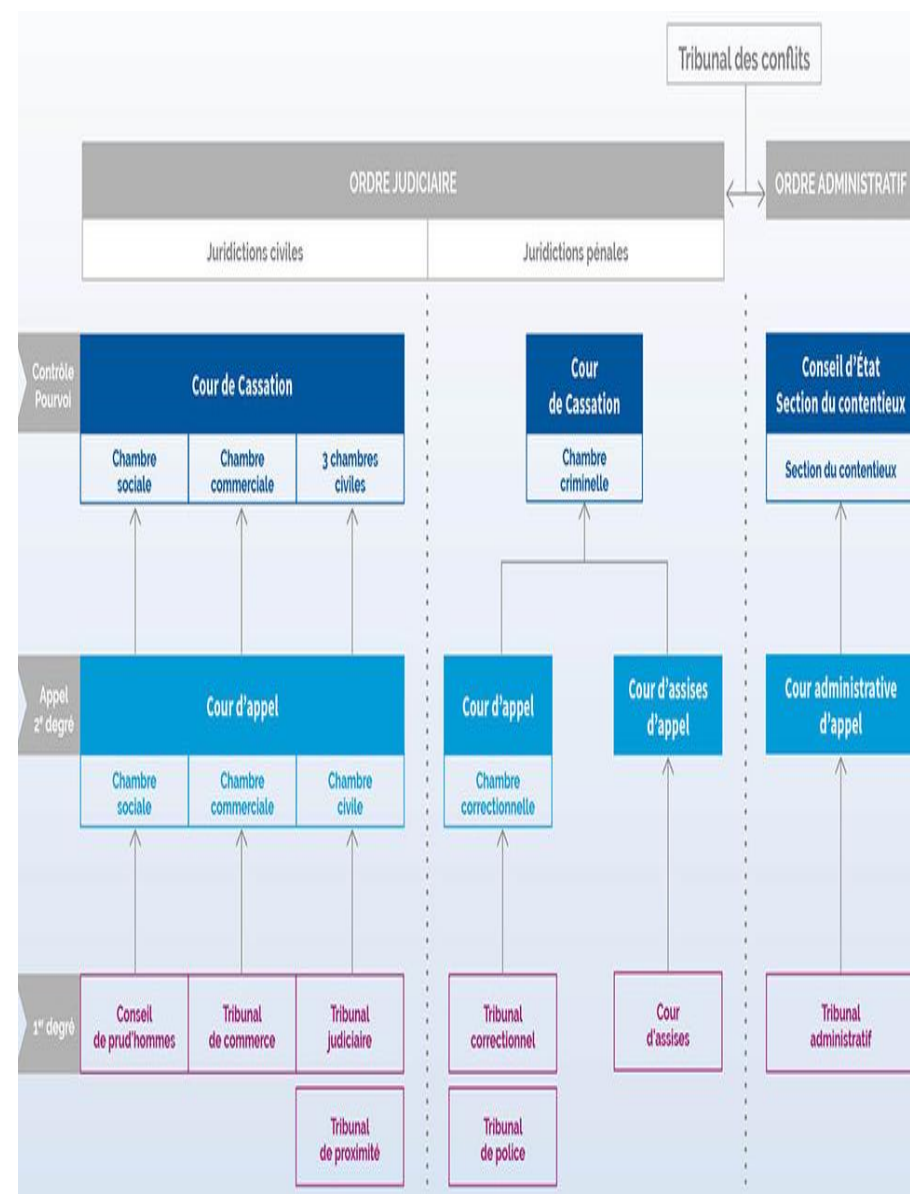 Tribunal des conflits
ORDRE JUDICIAIRE
ORDRE ADMINISTRATIF
Juridictions civiles
Juridictions pénales
Contrôle
Pourvoi
Cour de Cassation
Cour
de Cassation
Conseil d'État
Section du contentieux
Chambre
sociale
Chambre
commerciale
3 chambres
civiles
Chambre
criminelle
Section du contentieux
Appel
2e degré
Cour d'appel
Cour d'appel
Cour d'assises
d'appel
Cour administrative
d'appel
Chambre
sociale
Chambre
commerciale
Chambre
civile
Chambre
correctionnelle
1er degré
Conseil
de prud'hommes
Tribunal
de commerce
Tribunal
judiciaire
Tribunal
correctionnel
Cour
d'assises
Tribunal
administratif
Tribunal
de proximité
Tribunal
de police